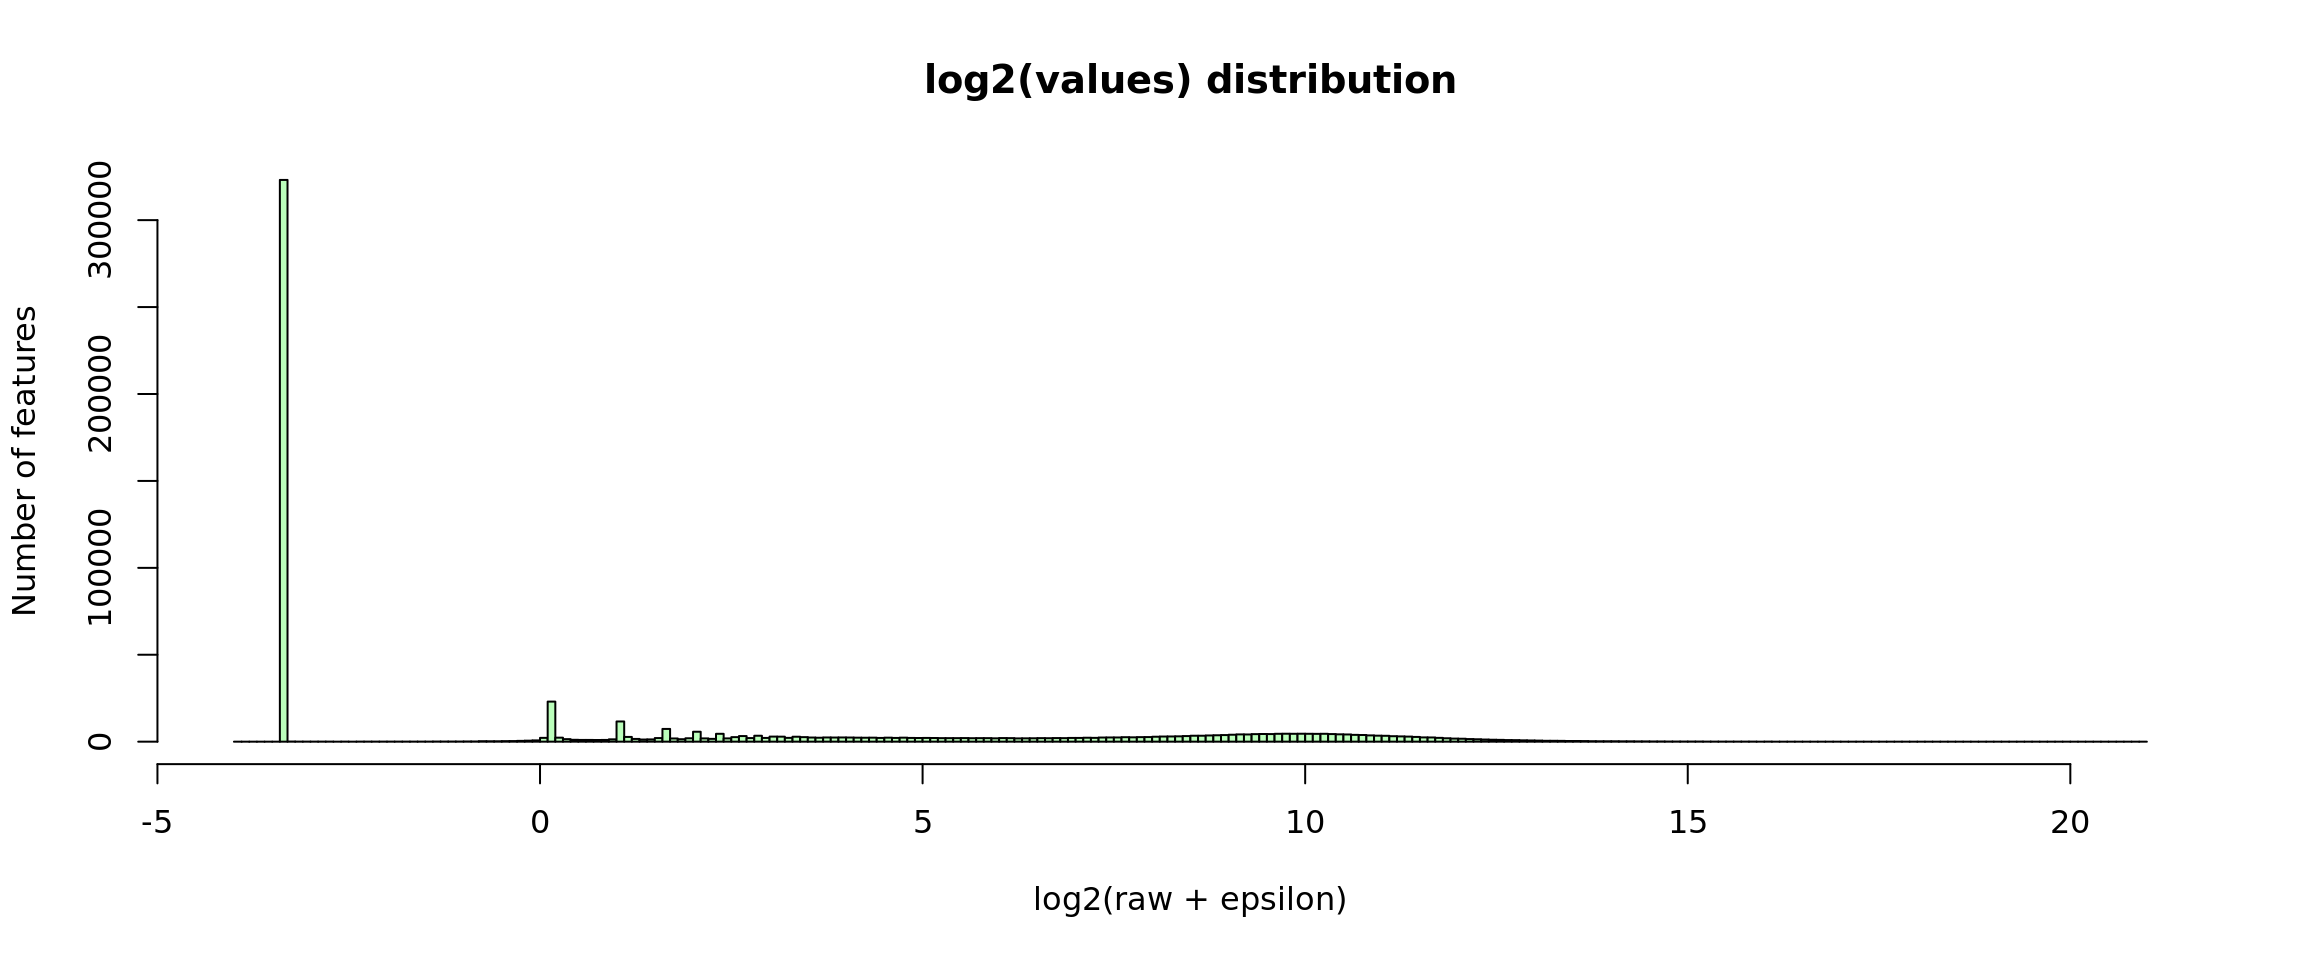 log2(values) distribution
Number of features
300000
200000
100000
0
-5 0 5 10 15 20
log2(raw + epsilon)